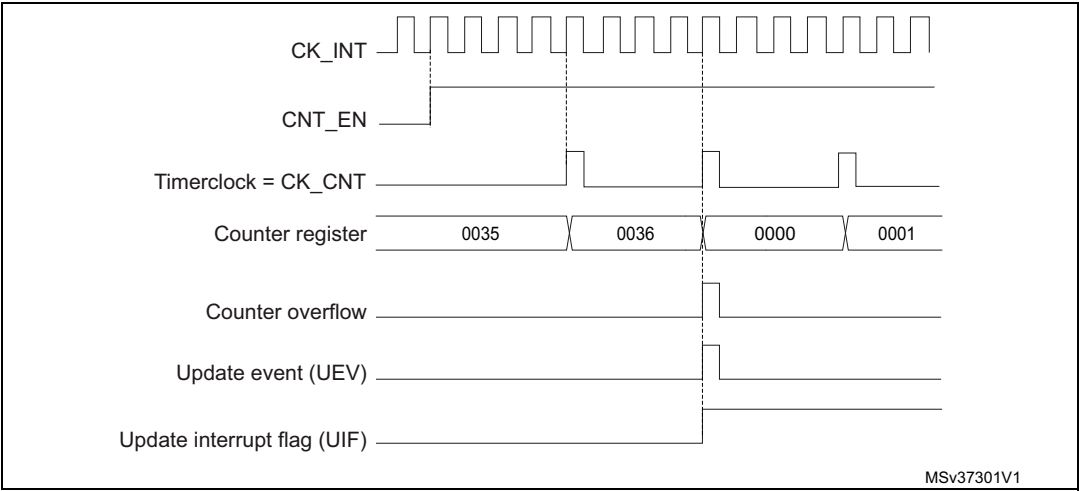 CK_INT
CNT_EN
Timerclock = CK_CNT
Counter register 0035 0036 0000 0001
Counter overflow
Update event (UEV)
Update interrupt flag (UIF)
MSv37301V1